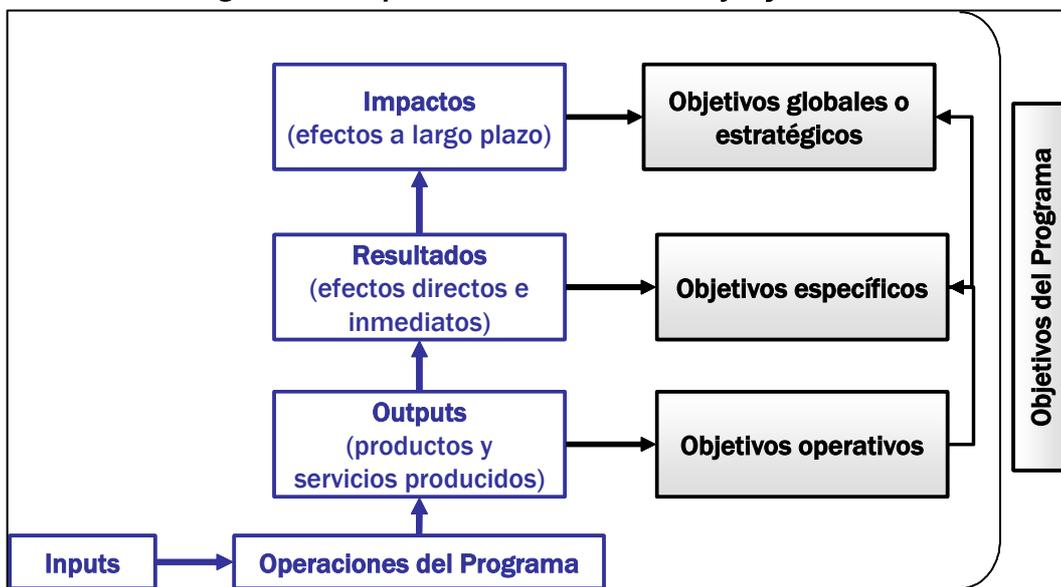 Impactos
(efectos a largo plazo)
Objetivos globales o
estratégicos
Resultados
(efectos directos e
inmediatos)
Objetivos específicos
Outputs
(productos y
servicios producidos)
Objetivos operativos
Inputs
Operaciones del Programa
Objetivos del Programa